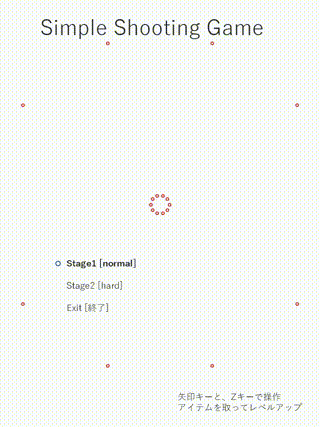 Simple Shooting Game
Stage1 [normal]
Stage2 [hard]
Exit [終了]
矢印キーと、Zキーで操作
アイテムを取ってレベルアップ